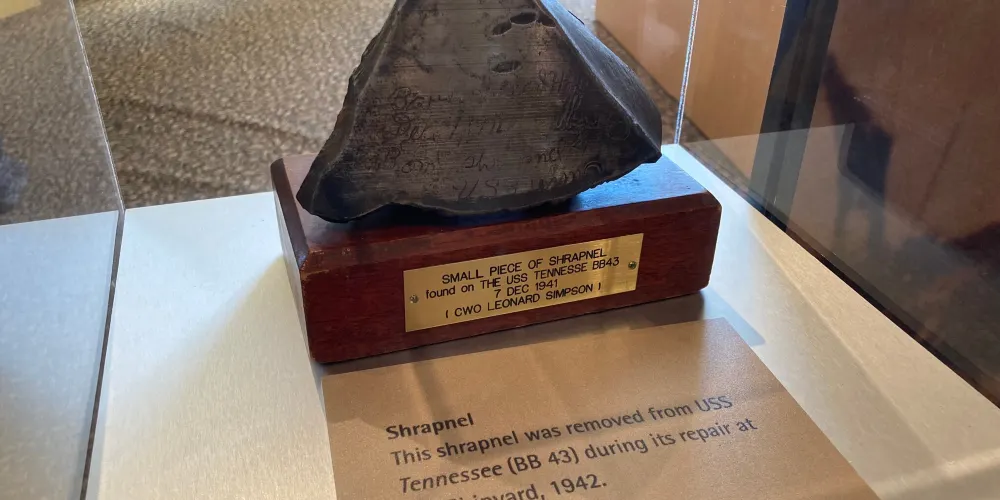 SMALL PIECE OF SHRAPNEL
found on THE USS TENNESSE BB43
7 DEC 1941
( CWO LEONARD SIMPSON )
Shrapnel
This shrapnel was removed from USS
Tennessee (BB 43) during its repair at
1942.